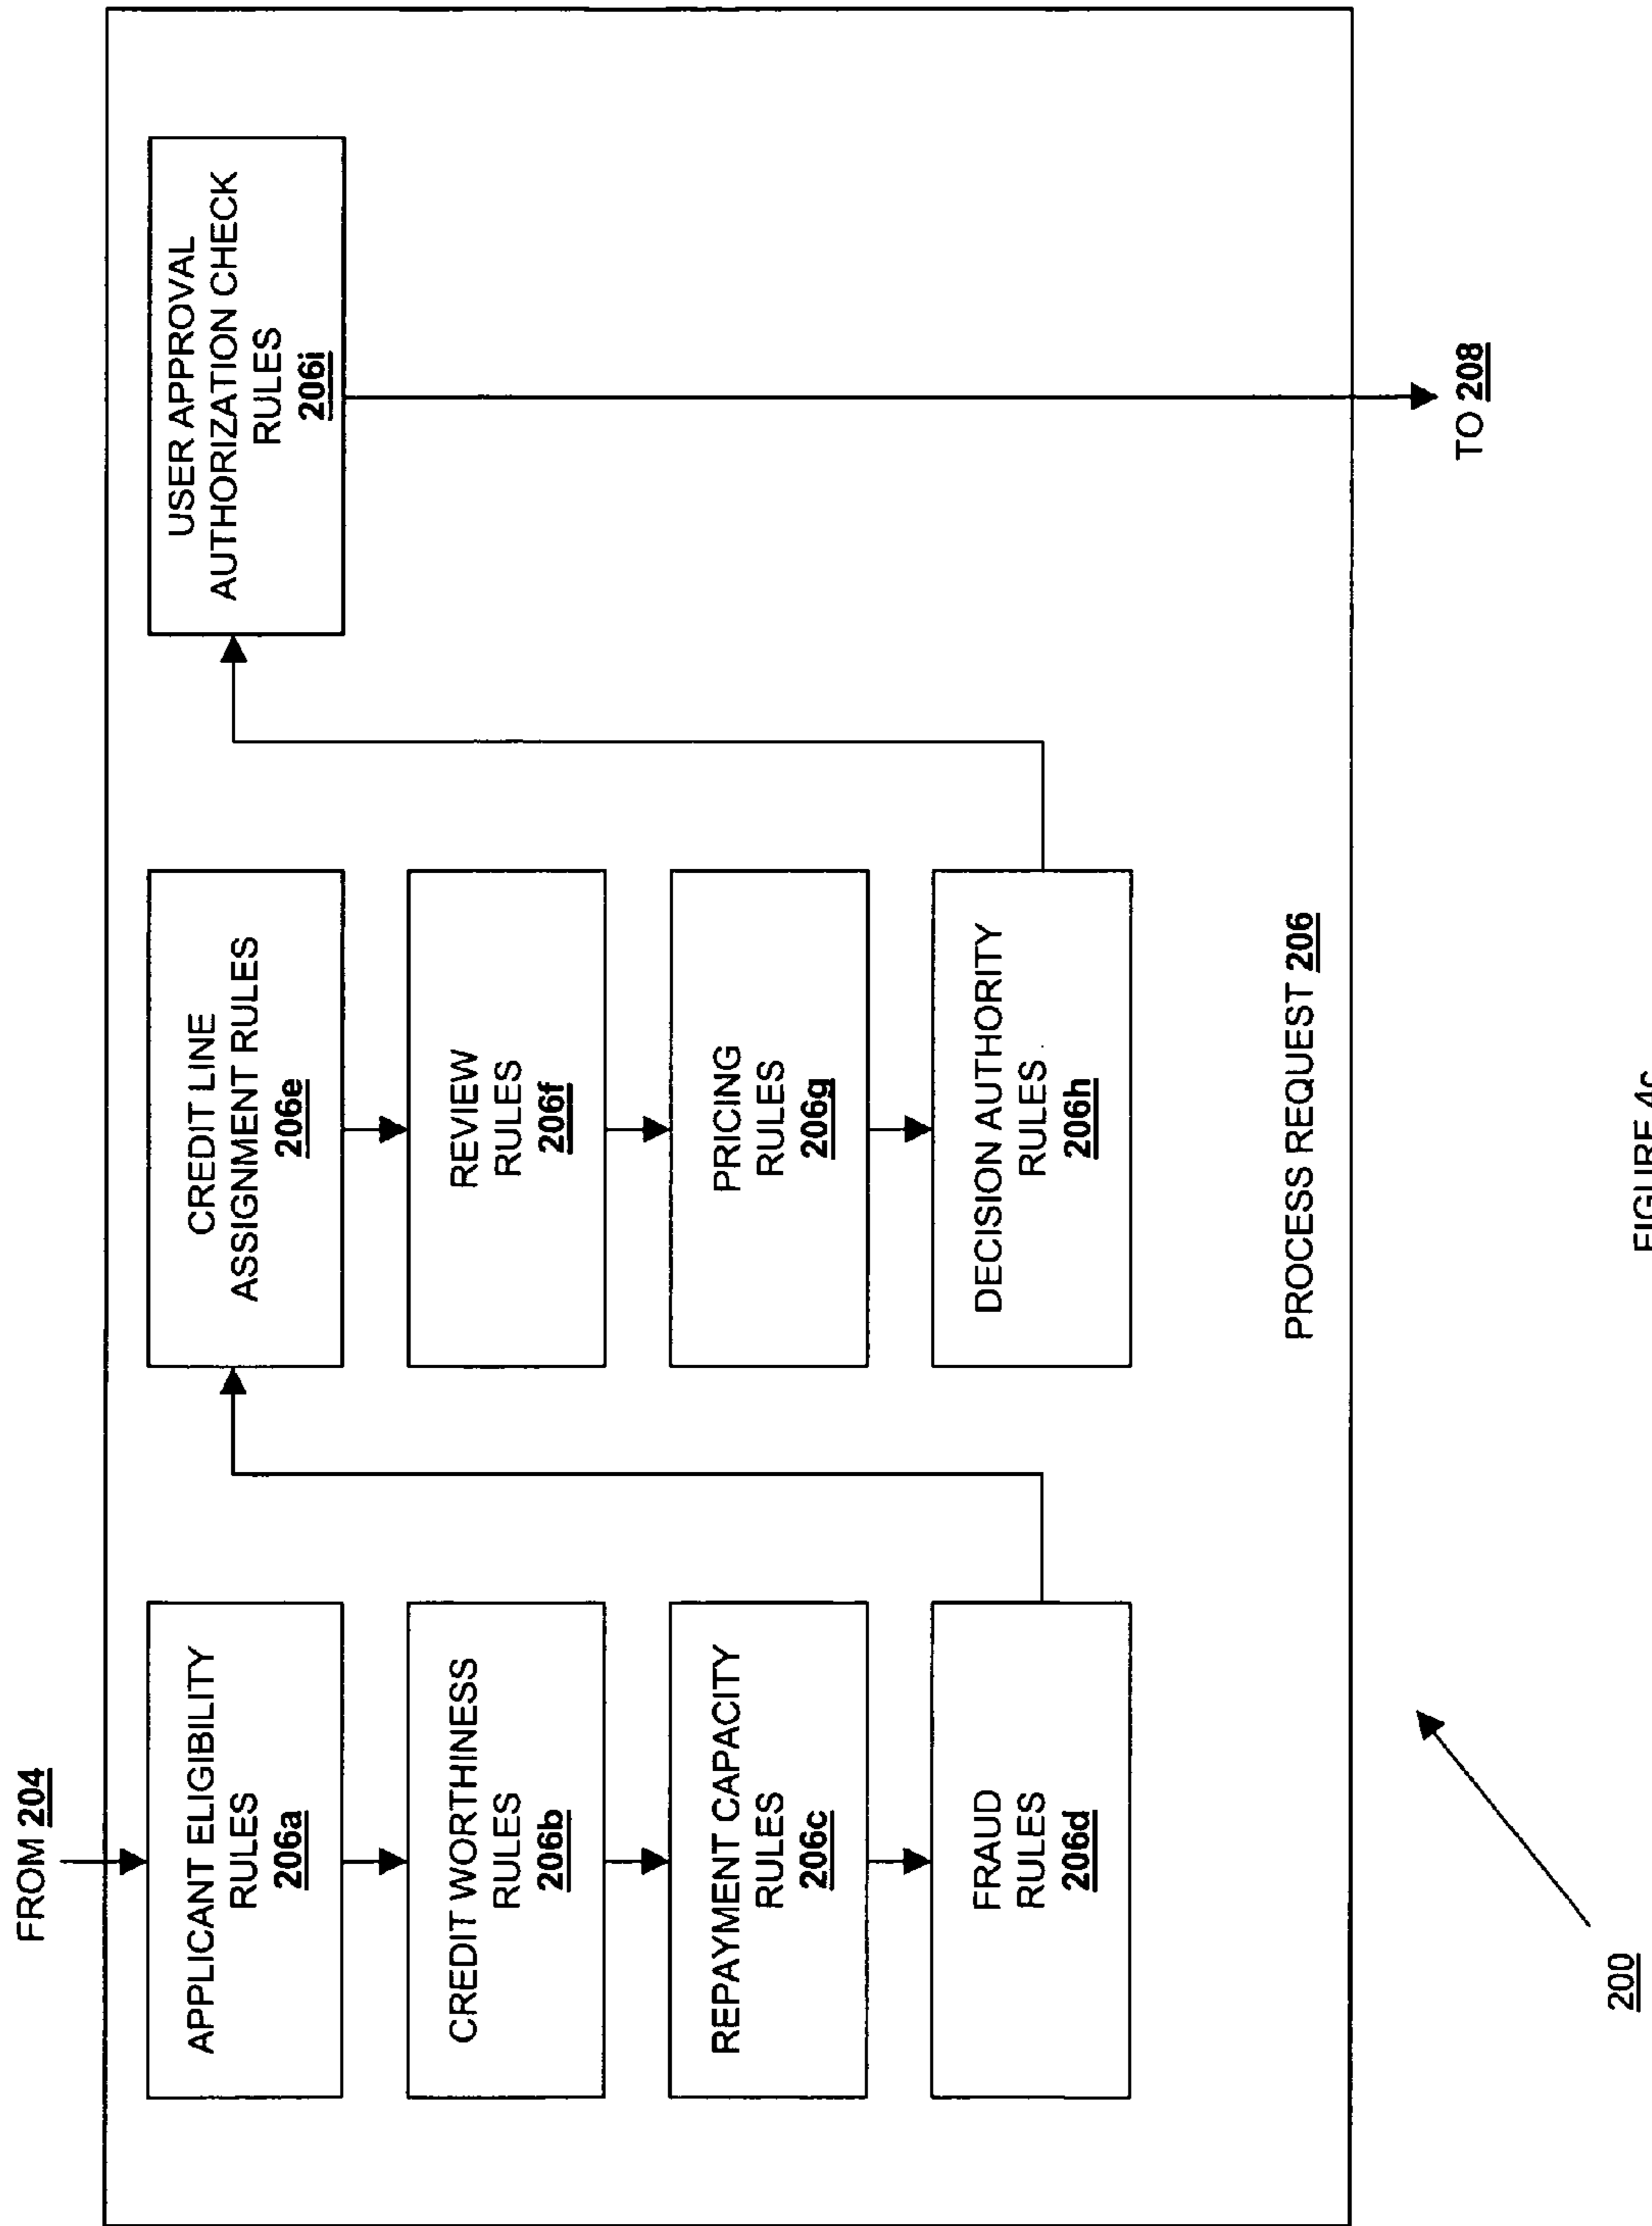 FROM 204
APPLICANT ELIGIBILITY
RULES
206a
CREDIT WORTHINESS
RULES
206b
REPAYMENT CAPACITY
RULES
206c
FRAUD
RULES
206d
CREDIT LINE
ASSIGNMENT RULES
206e
REVIEW
RULES
206f
PRICING
RULES
206g
DECISION AUTHORITY
RULES
206h
USER APPROVAL
AUTHORIZATION CHECK
RULES
206i
PROCESS REQUEST 206
TO 208
200
FIGURE 4c